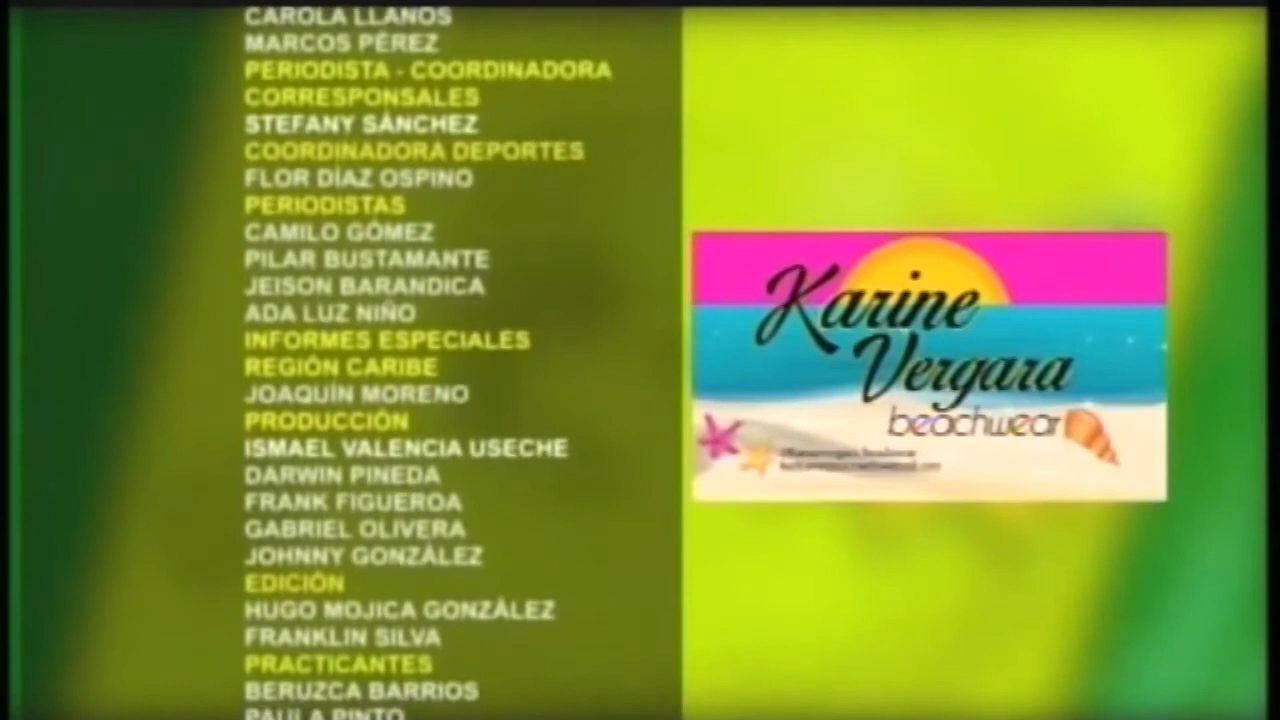 CAROLA LLANOS
MARCOS PÉREZ
PERIODISTA - COORDINADORA
CORRESPONSALES
STEFANY SÁNCHEZ
COORDINADORA DEPORTES
FLOR DÍAZ OSPINO
PERIODISTAS
CAMILO GÓMEZ
PILAR BUSTAMANTE
JEISON BARANDICA
ADA LUZ NIÑO
INFORMES ESPECIALES
REGIÓN CARIBE
JOAQUÍN MORENO
PRODUCCIÓN
ISMAEL VALENCIA USECHE
DARWIN PINEDA
FRANK FIGUEROA
GABRIEL OLIVERA
JOHNNY GONZÁLEZ
EDICIÓN
HUGO MOJICA GONZÁLEZ
FRANKLIN SILVA
PRACTICANTES
BERUZCA BARRIOS
PAULA PINTO
Karine
Vergara
beachwear